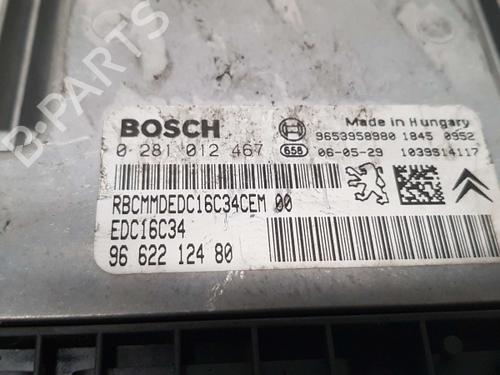 B-PARTS
BOSCH
Made in Hungary
9653958980 1845 0952
0 281 012 467
658
06-05-29 1039S14117
RBCMMDEDC16C34CEM 00
EDC16C34
96 622 124 80